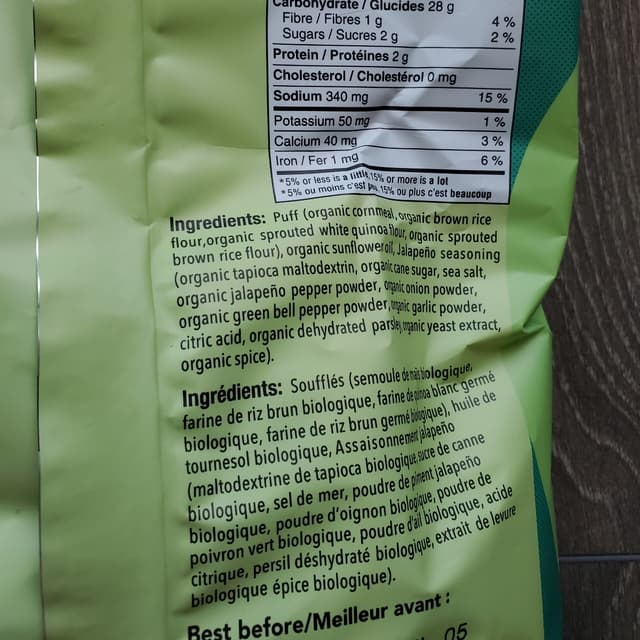 Carbohydrate / Glucides 28 g
Fibre / Fibres 1 g 4 %
Sugars / Sucres 2 g 2 %
Protein / Protéines 2 g
Cholesterol / Cholestérol 0 mg
Sodium 340 mg 15 %
Potassium 50 mg 1 %
Calcium 40 mg 3 %
Iron / Fer 1 mg 6 %
*5% or less is a little, 15% or more is a lot
*5% ou moins c'est peu, 15% ou plus c'est beaucoup
Ingredients: Puff (organic cornmeal, organic brown rice
flour, organic sprouted white quinoa flour, organic sprouted
brown rice flour), organic sunflower oil, Jalapeño seasoning
(organic tapioca maltodextrin, organic cane sugar, sea salt,
organic jalapeño pepper powder, organic onion powder,
organic green bell pepper powder, organic garlic powder,
citric acid, organic dehydrated parsley, organic yeast extract,
organic spice).
Ingrédients: Soufflés (semoule de maïs biologique,
farine de riz brun biologique, farine de quinoa blanc germé
biologique, farine de riz brun germé biologique), huile de
tournesol biologique, Assaisonnement jalapeño
(maltodextrine de tapioca biologique, sucre de canne
biologique, sel de mer, poudre de piment jalapeño
biologique, poudre d'oignon biologique, poudre de
poivron vert biologique, poudre d'ail biologique, acide
citrique, persil déshydraté biologique, extrait de levure
biologique épice biologique).
Best before/Meilleur avant :
05